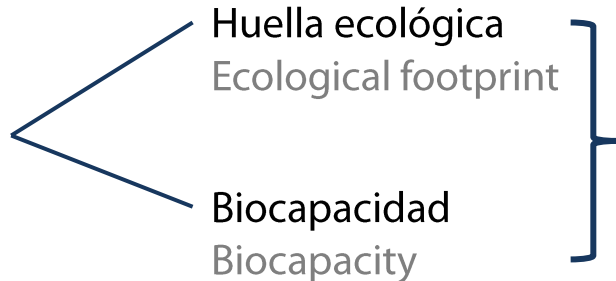 Huella ecológica
Ecological footprint
Biocapacidad
Biocapacity